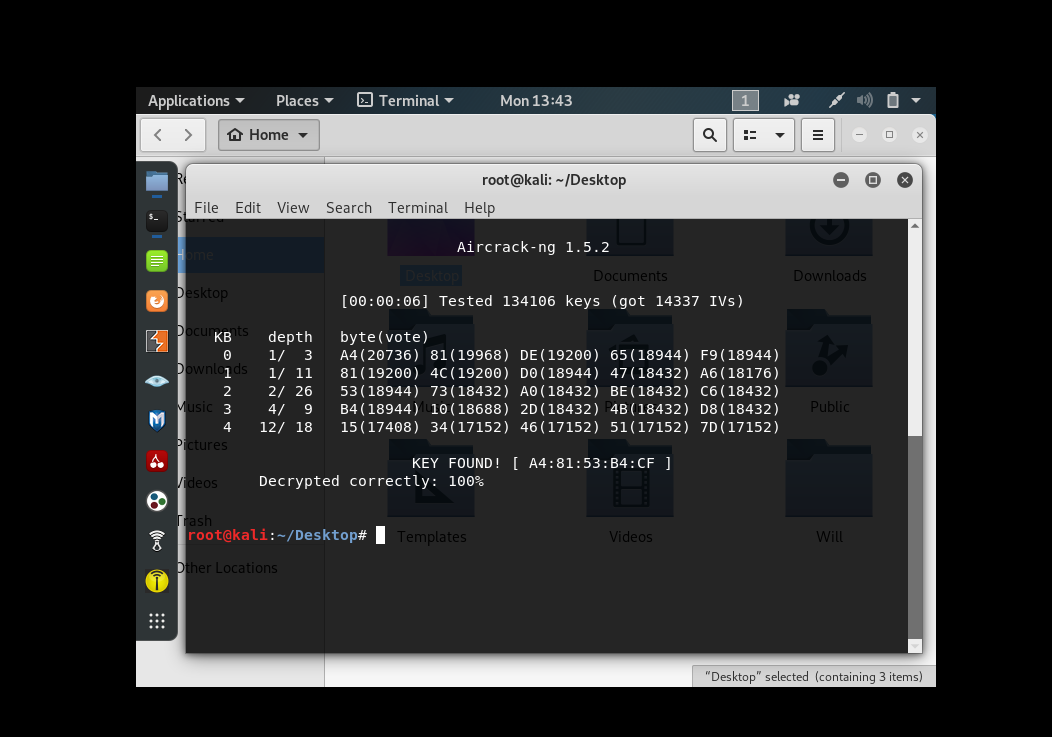 Applications Places Terminal Mon 13:43 1
Home
root@kali: ~/Desktop
File Edit View Search Terminal Help
Aircrack-ng 1.5.2
[00:00:06] Tested 134106 keys (got 14337 IVs)
KB depth byte(vote)
0 1/ 3 A4(20736) 81(19968) DE(19200) 65(18944) F9(18944)
1 1/ 11 81(19200) 4C(19200) D0(18944) 47(18432) A6(18176)
2 2/ 26 53(18944) 73(18432) A0(18432) BE(18432) C6(18432)
3 4/ 9 B4(18944) 10(18688) 2D(18432) 4B(18432) D8(18432)
4 12/ 18 15(17408) 34(17152) 46(17152) 51(17152) 7D(17152)
KEY FOUND! [ A4:81:53:B4:CF ]
Decrypted correctly: 100%
root@kali:~/Desktop#
Home
Desktop
Documents
Downloads
Music
Pictures
Videos
Trash
Other Locations
Desktop Documents Downloads
Public
Templates Videos Will
“Desktop” selected (containing 3 items)